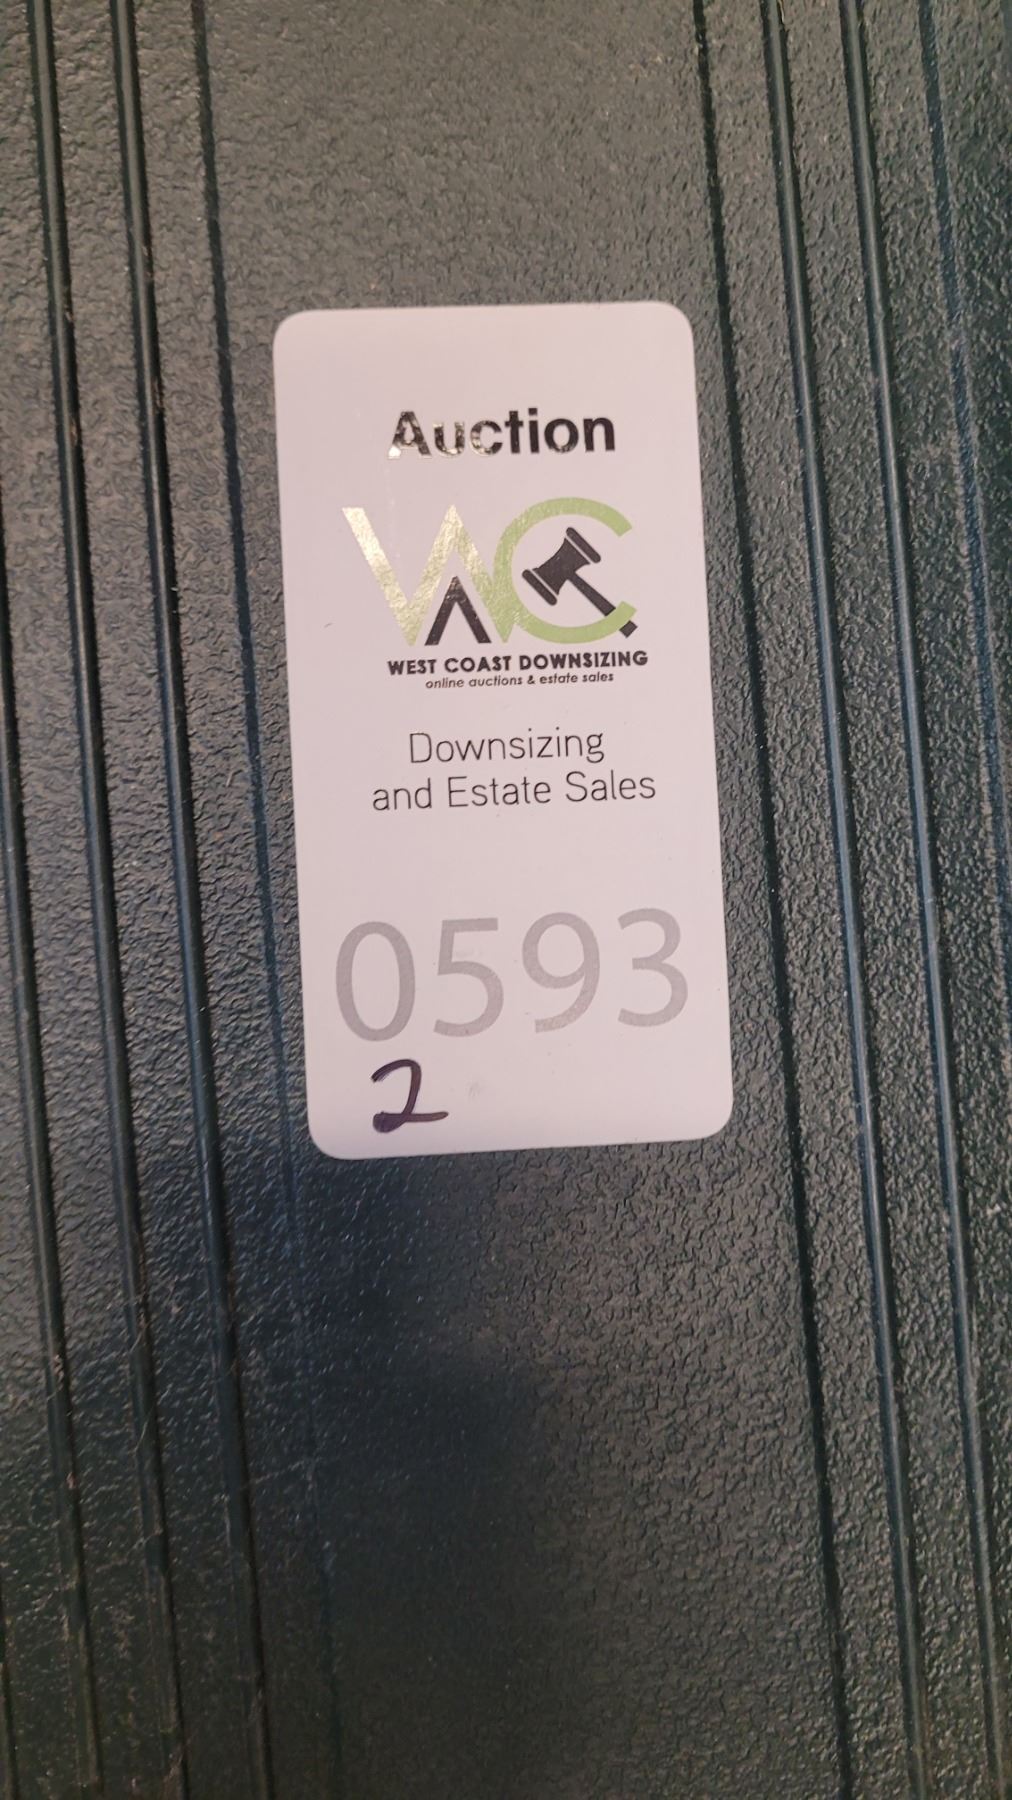 Auction
WC
WEST COAST DOWNSIZING
online auctions & estate sales
Downsizing
and Estate Sales
0593
2